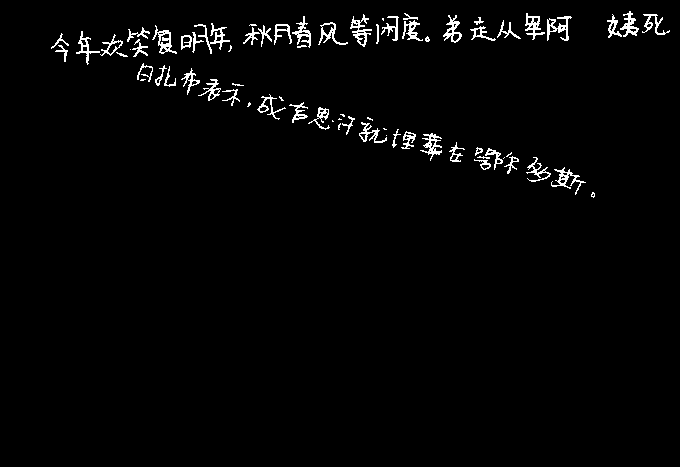 今年欢笑复明年，秋月春风等闲度。弟走从军阿姨死
日扎布表示，成吉思汗就埋葬在鄂尔多斯。